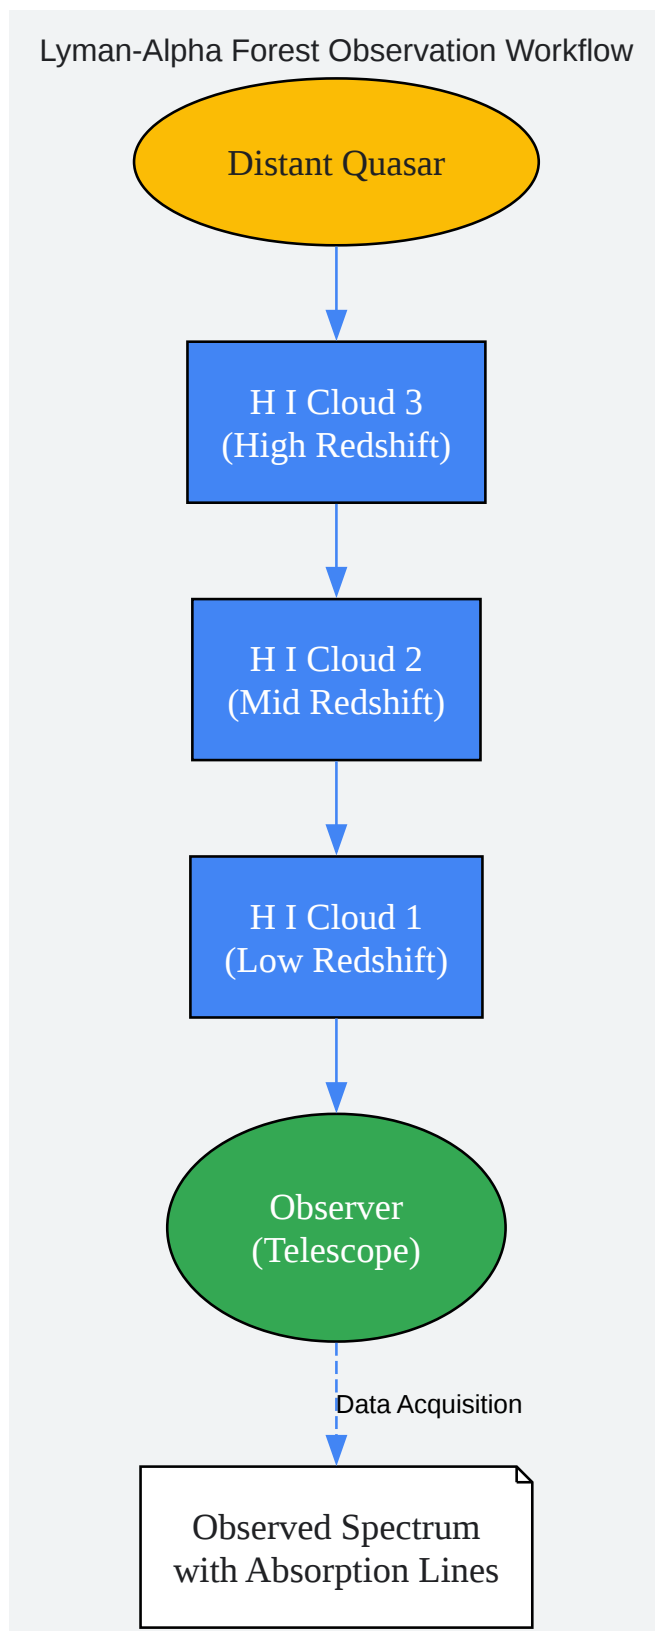 Lyman-Alpha Forest Observation Workflow
Distant Quasar
H I Cloud 3
(High Redshift)
H I Cloud 2
(Mid Redshift)
H I Cloud 1
(Low Redshift)
Observer
(Telescope)
Data Acquisition
Observed Spectrum
with Absorption Lines